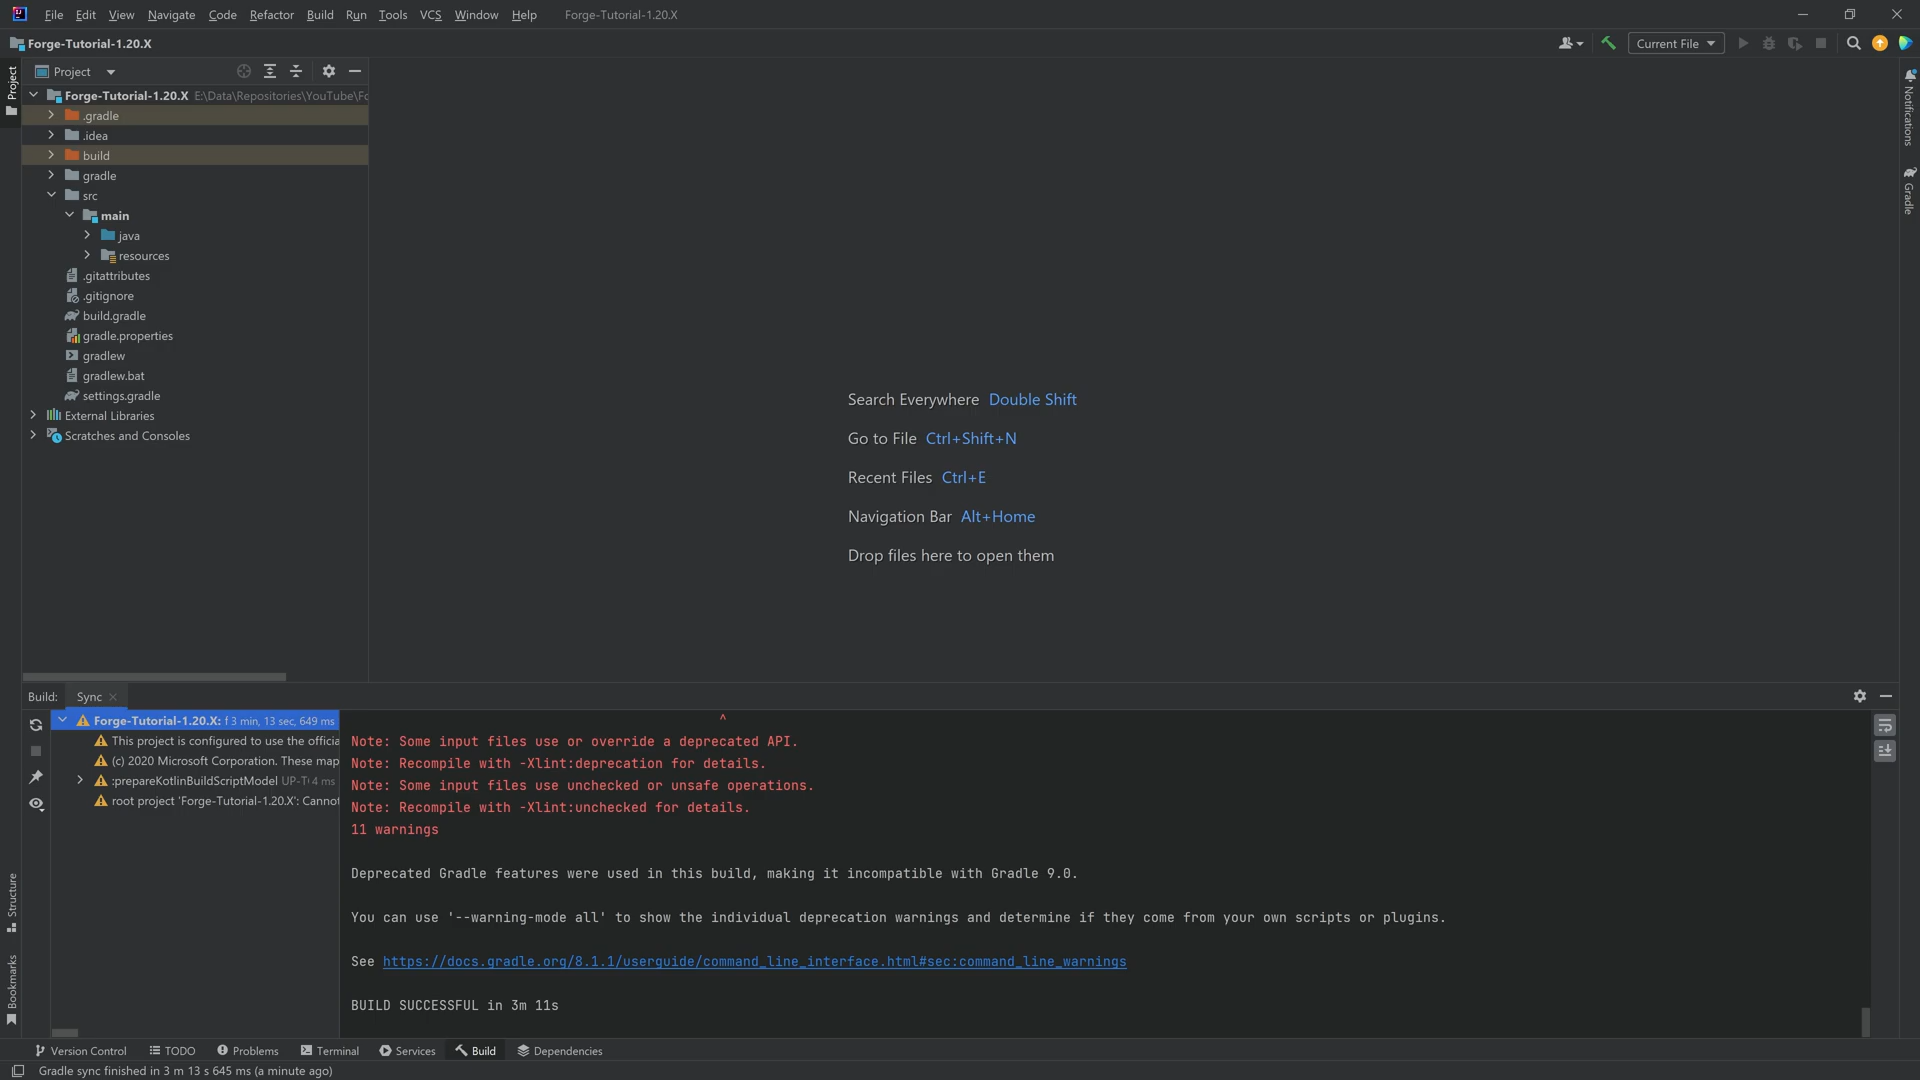 File Edit View Navigate Code Refactor Build Run Tools VCS Window Help Forge-Tutorial-1.20.X
Forge-Tutorial-1.20.X
Current File
Project
Project
Forge-Tutorial-1.20.X E:\Data\Repositories\YouTube\Fo
.gradle
.idea
build
gradle
src
main
java
resources
.gitattributes
.gitignore
build.gradle
gradle.properties
gradlew
gradlew.bat
settings.gradle
External Libraries
Scratches and Consoles
Notifications
Gradle
Search Everywhere Double Shift
Go to File Ctrl+Shift+N
Recent Files Ctrl+E
Navigation Bar Alt+Home
Drop files here to open them
Build: Sync
Forge-Tutorial-1.20.X: f 3 min, 13 sec, 649 ms
This project is configured to use the officia
(c) 2020 Microsoft Corporation. These map
:prepareKotlinBuildScriptModel UP-T 4 ms
root project 'Forge-Tutorial-1.20.X': Cannot
^
Note: Some input files use or override a deprecated API.
Note: Recompile with -Xlint:deprecation for details.
Note: Some input files use unchecked or unsafe operations.
Note: Recompile with -Xlint:unchecked for details.
11 warnings
Deprecated Gradle features were used in this build, making it incompatible with Gradle 9.0.
You can use '--warning-mode all' to show the individual deprecation warnings and determine if they come from your own scripts or plugins.
See https://docs.gradle.org/8.1.1/userguide/command_line_interface.html#sec:command_line_warnings
BUILD SUCCESSFUL in 3m 11s
Structure
Bookmarks
Version Control TODO Problems Terminal Services Build Dependencies
Gradle sync finished in 3 m 13 s 645 ms (a minute ago)